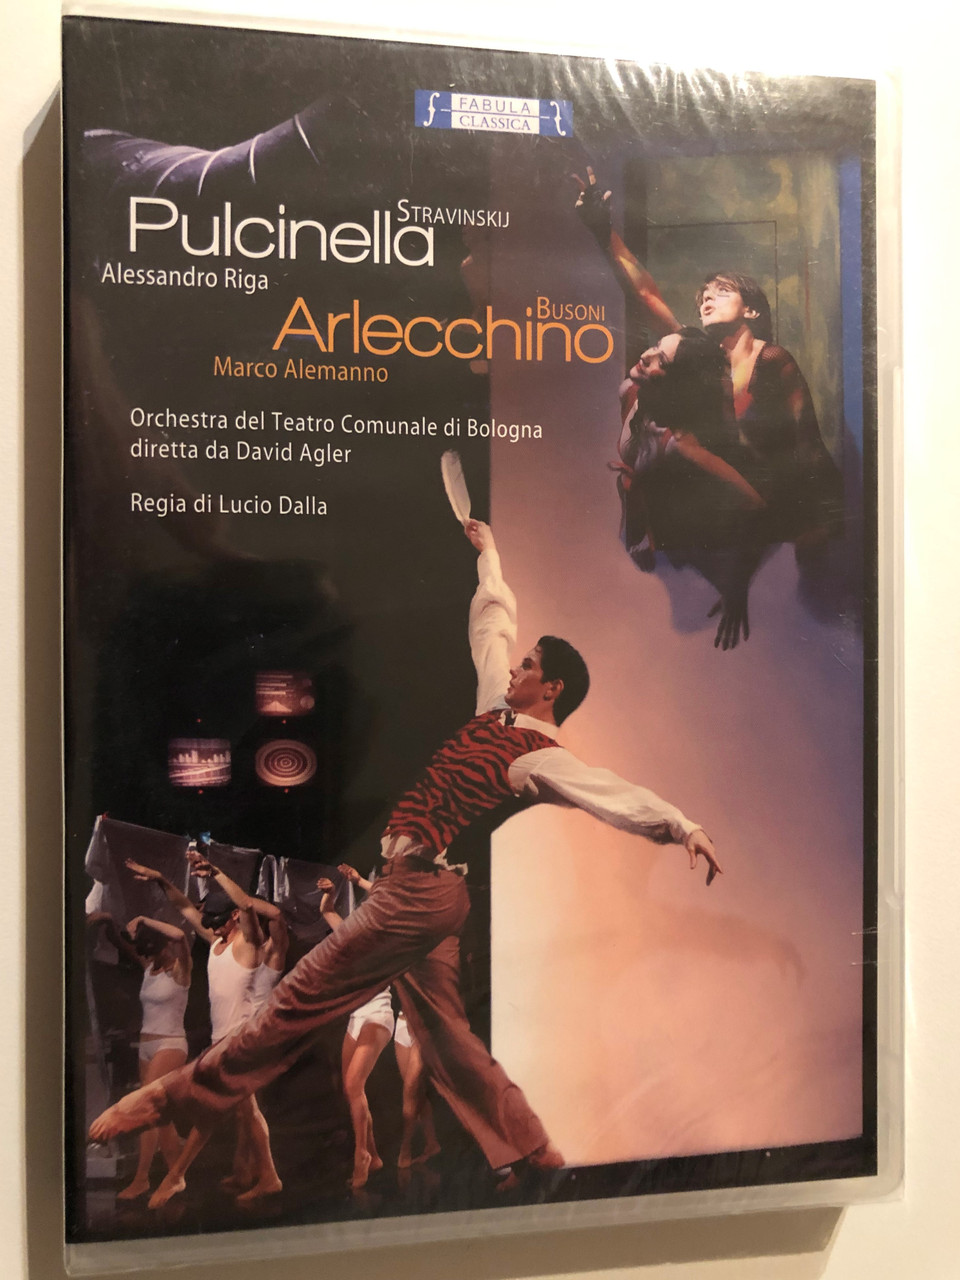 FABULA
CLASSICA
STRAVINSKIJ
Pulcinella
Alessandro Riga
BUSONI
Arlecchino
Marco Alemanno
Orchestra del Teatro Comunale di Bologna
diretta da David Agler
Regia di Lucio Dalla